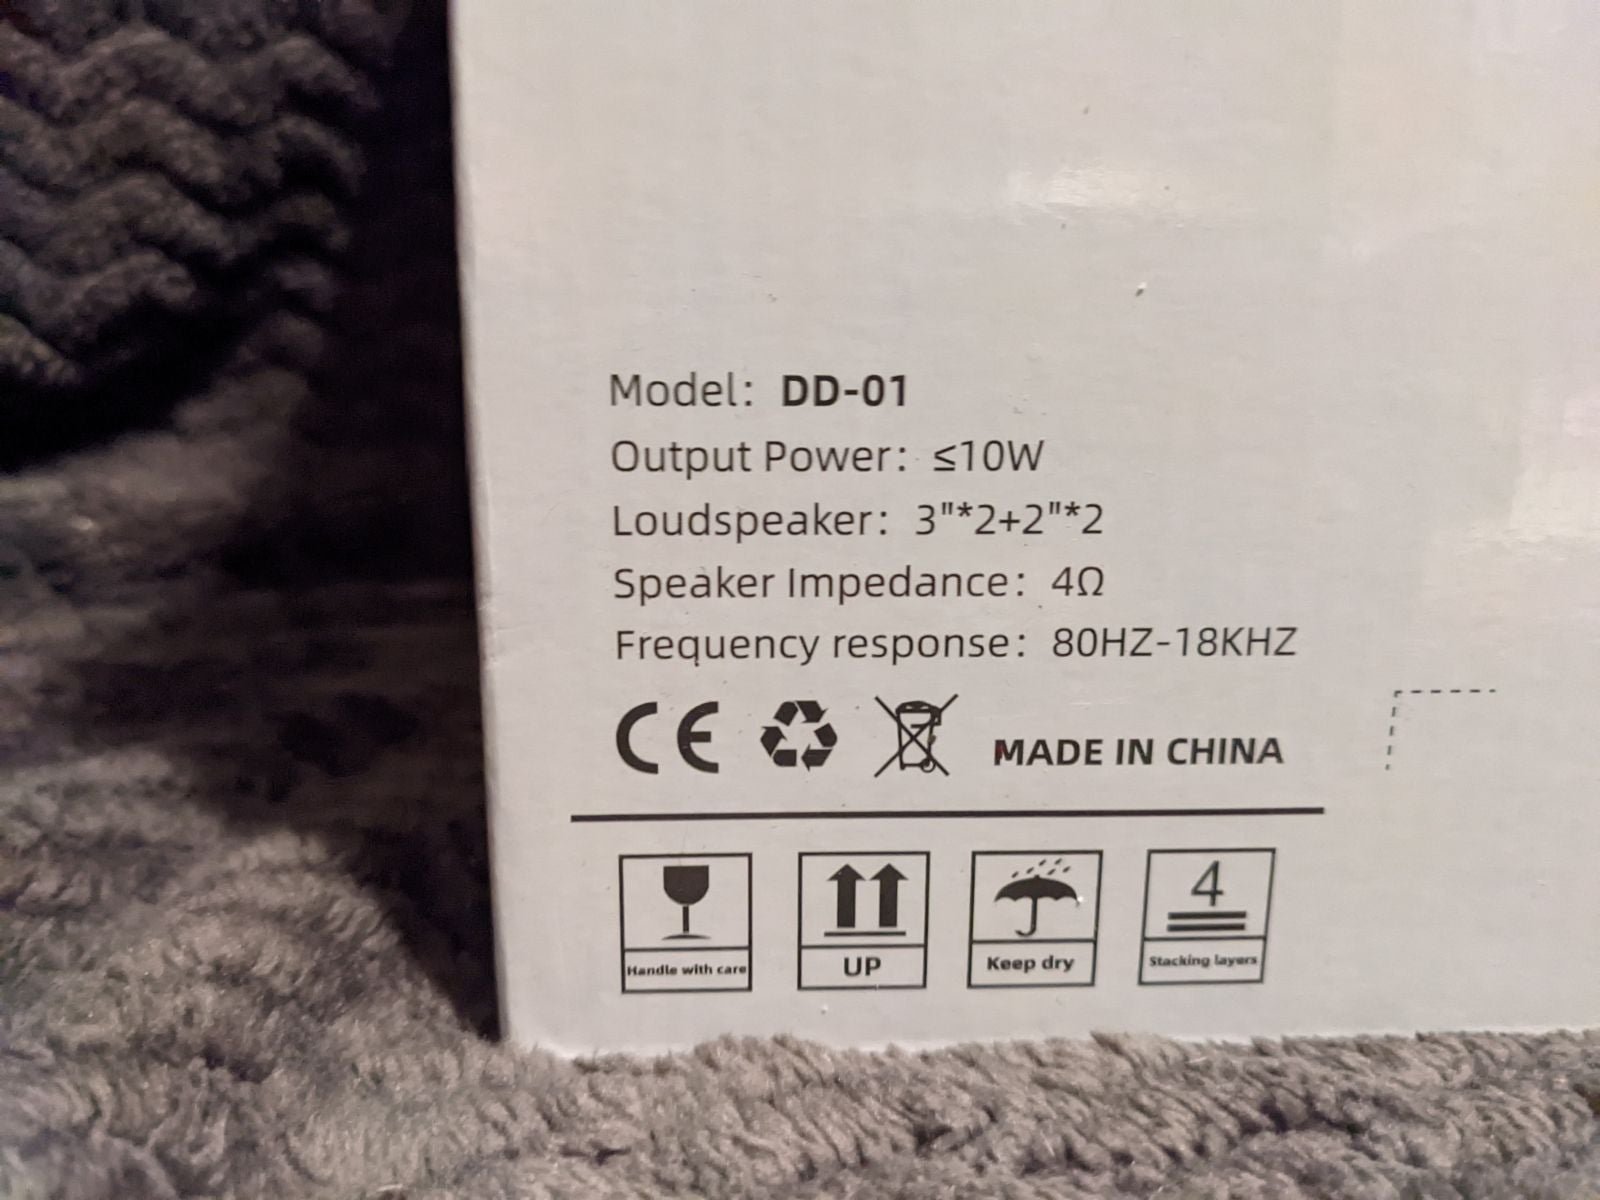 Model: DD-01
Output Power: ≤10W
Loudspeaker: 3"*2+2"*2
Speaker Impedance: 4Ω
Frequency response: 80HZ-18KHZ
CE MADE IN CHINA
4
Handle with care UP Keep dry Stacking layers